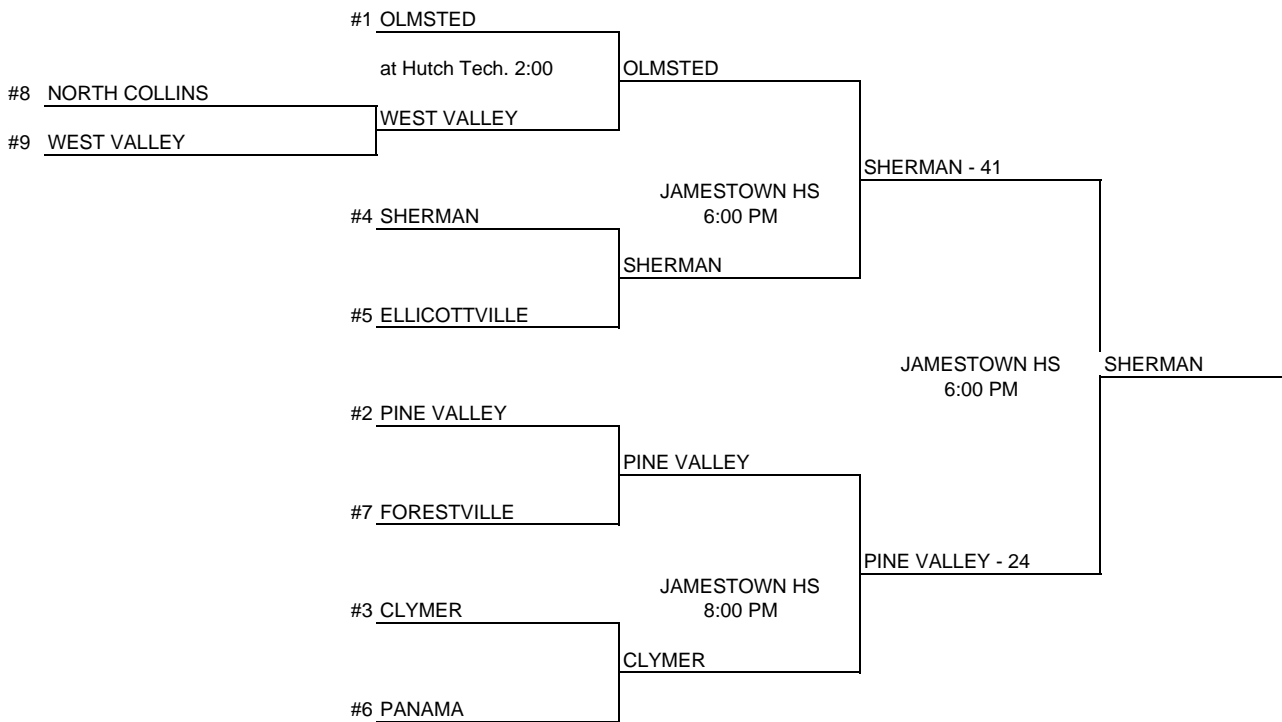 #1 OLMSTED
at Hutch Tech. 2:00
OLMSTED
#8 NORTH COLLINS
WEST VALLEY
#9 WEST VALLEY
SHERMAN - 41
JAMESTOWN HS
6:00 PM
#4 SHERMAN
SHERMAN
#5 ELLICOTTVILLE
JAMESTOWN HS
6:00 PM
SHERMAN
#2 PINE VALLEY
PINE VALLEY
#7 FORESTVILLE
PINE VALLEY - 24
JAMESTOWN HS
8:00 PM
#3 CLYMER
CLYMER
#6 PANAMA